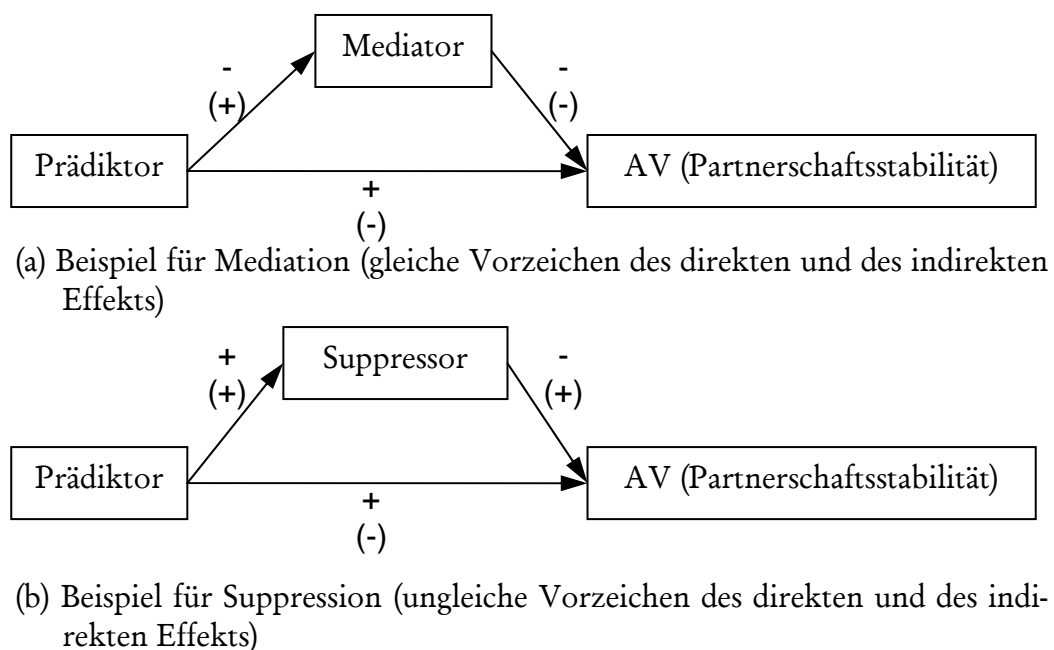 Mediator
-
(+)
-
(-)
Prädiktor
AV (Partnerschaftsstabilität)
+
(-)
(a) Beispiel für Mediation (gleiche Vorzeichen des direkten und des indirekten
Effekts)
Suppressor
+
(+)
-
(+)
Prädiktor
AV (Partnerschaftsstabilität)
+
(-)
(b) Beispiel für Suppression (ungleiche Vorzeichen des direkten und des indi-
rekten Effekts)